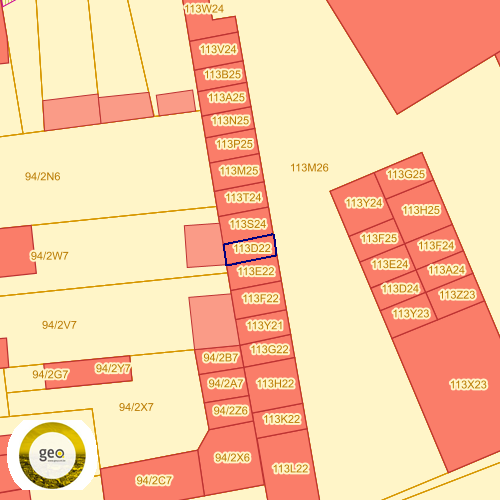 113W24
113V24
113B25
113A25
113N25
113P25
113M25
113M26
113G25
94/2N6
113T24
113Y24
113H25
113S24
113F25
113F24
113D22
94/2W7
113E22
113E24
113A24
113D24
113Z23
113F22
113Y23
94/2V7
113Y21
113G22
94/2B7
94/2Y7
94/2G7
94/2A7
113H22
113X23
94/2X7
94/2Z6
113K22
geo
94/2X6
113L22
94/2C7